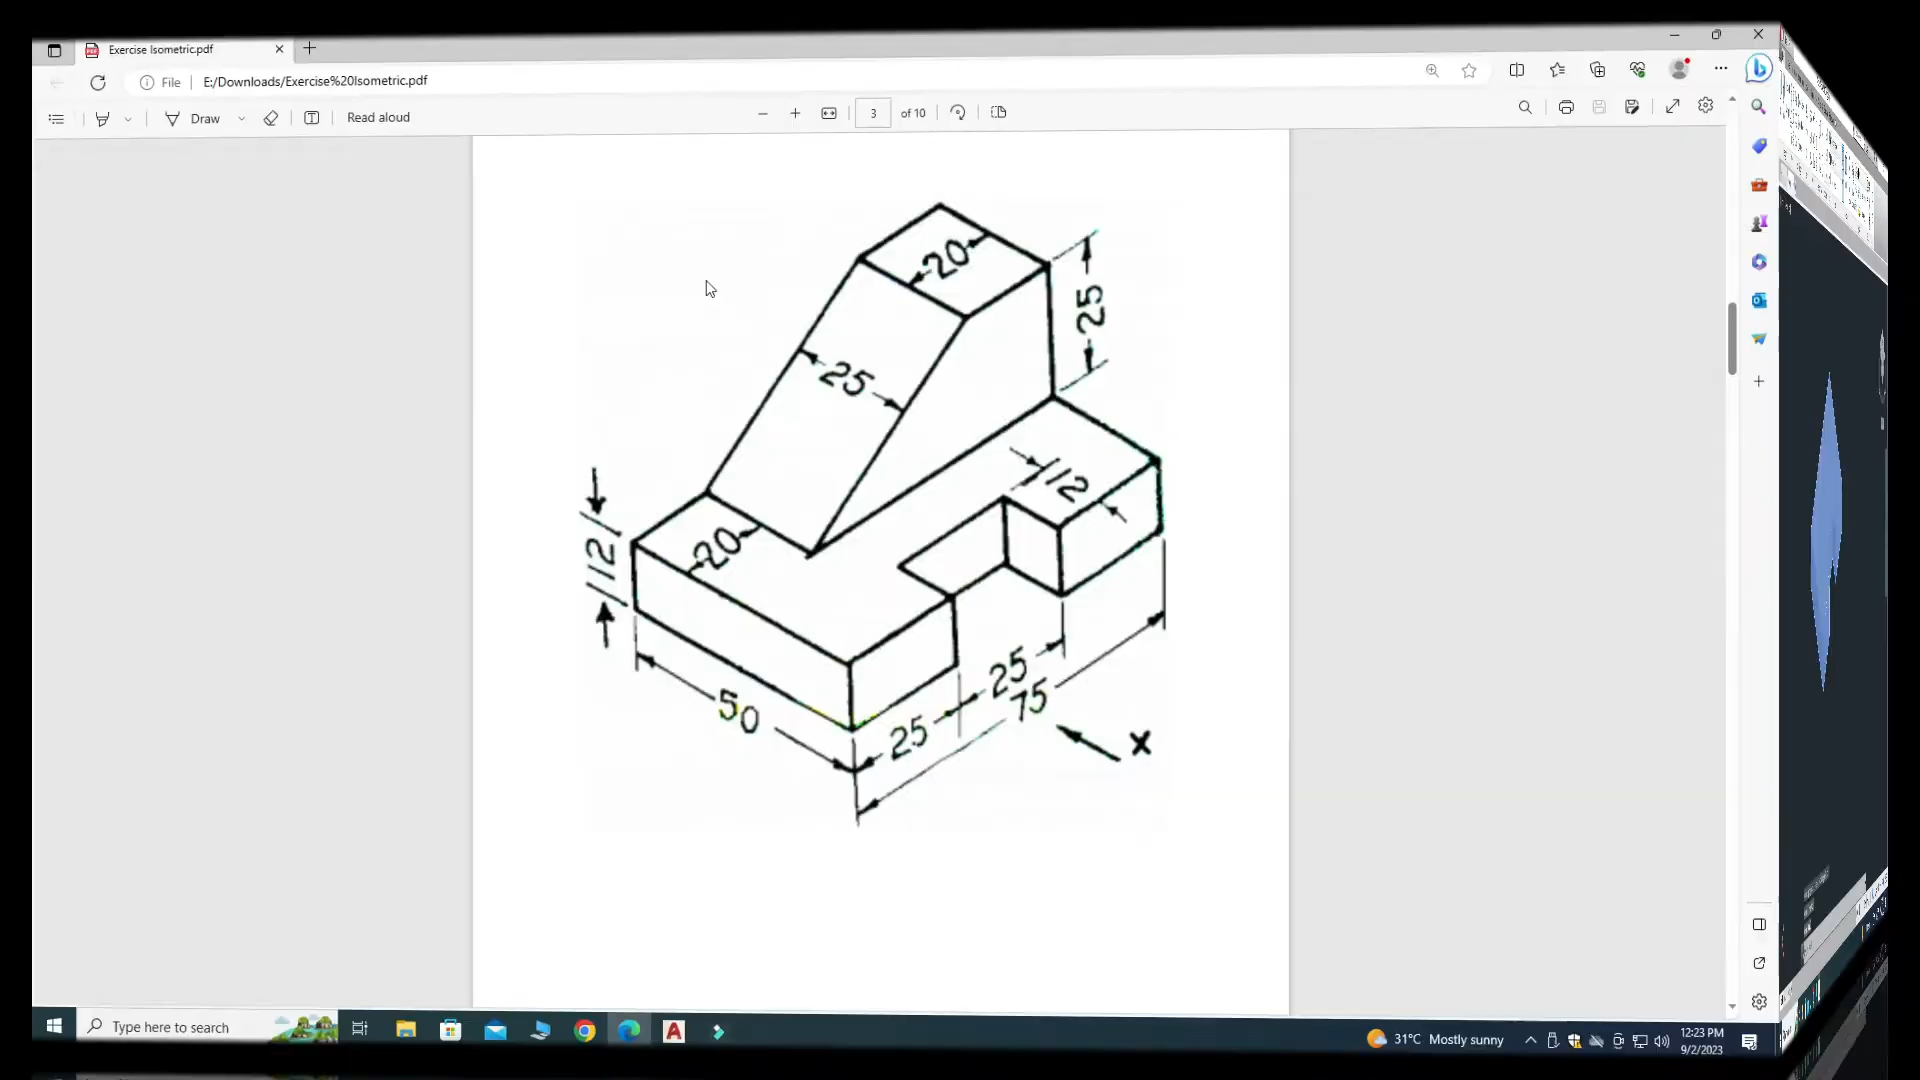 Exercise Isometric.pdf
File
E:/Downloads/Exercise%20Isometric.pdf
Draw
Read aloud
3
of 10
20
25
25
12
20
12
50
25
75
25
X
Type here to search
31°C Mostly sunny
12:23 PM
9/2/2023